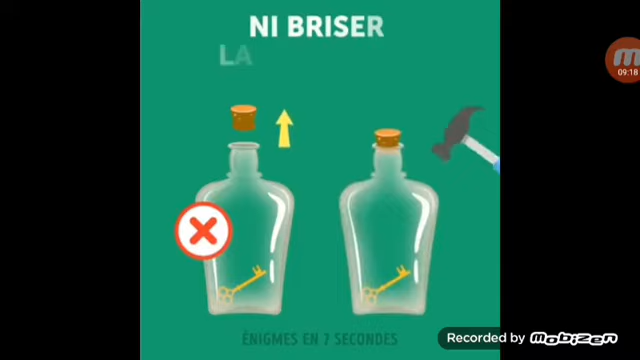 NI BRISER
LA
09:18
ÉNIGMES EN 7 SECONDES
Recorded by mobizen